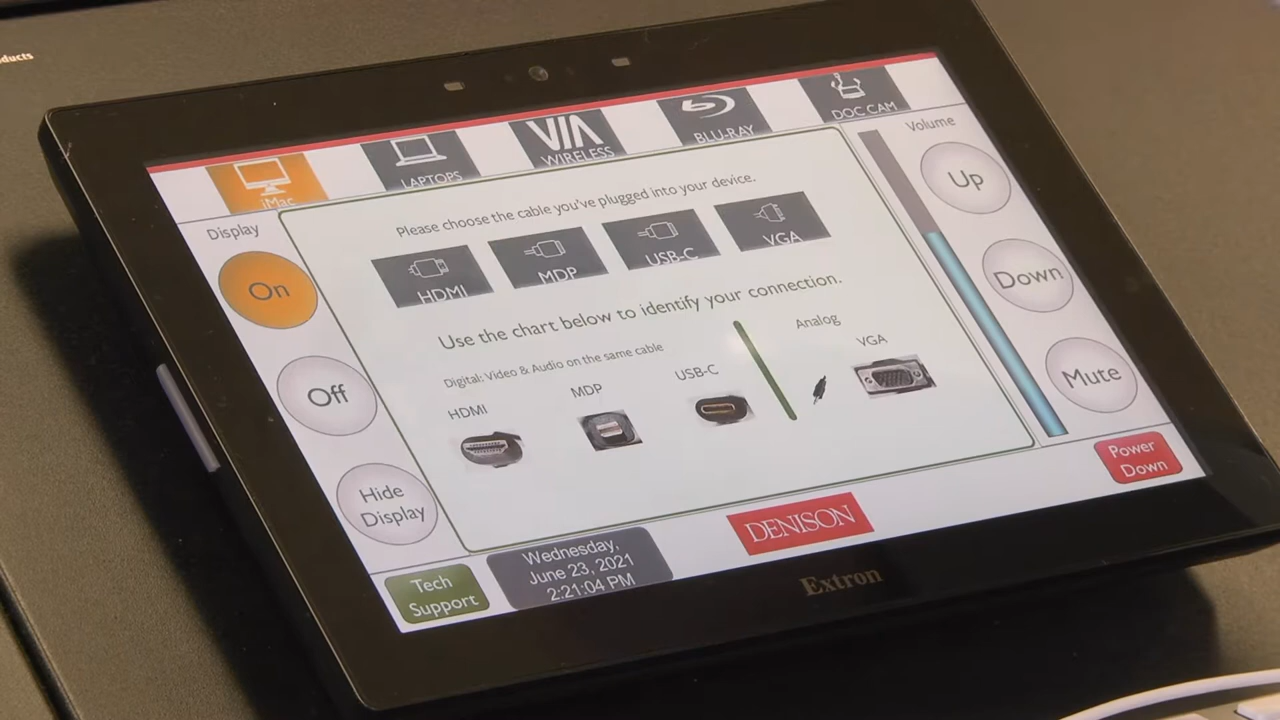 iMac
LAPTOPS
VIA
WIRELESS
BLU-RAY
DOC CAM
Display
On
Off
Hide
Display
Please choose the cable you've plugged into your device.
HDMI
MDP
USB-C
VGA
Use the chart below to identify your connection.
Digital: Video & Audio on the same cable
HDMI
MDP
USB-C
Analog
VGA
Volume
Up
Down
Mute
Power
Down
Tech
Support
Wednesday,
June 23, 2021
2:21:04 PM
DENISON
Extron